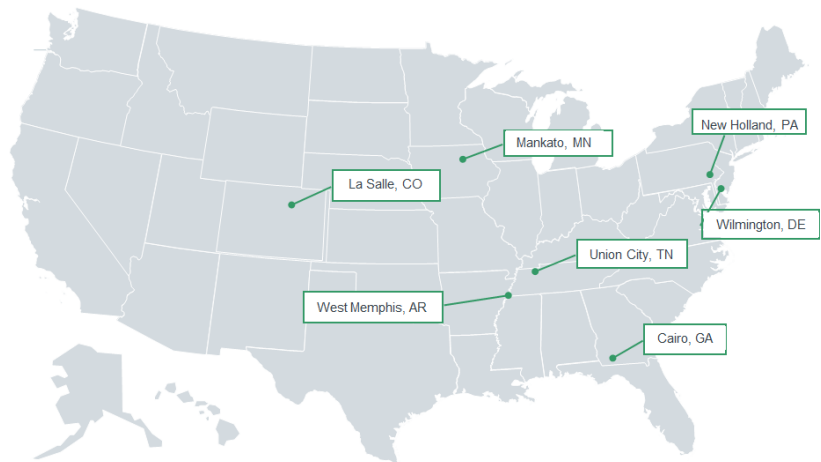 New Holland, PA
Mankato, MN
La Salle, CO
Wilmington, DE
Union City, TN
West Memphis, AR
Cairo, GA